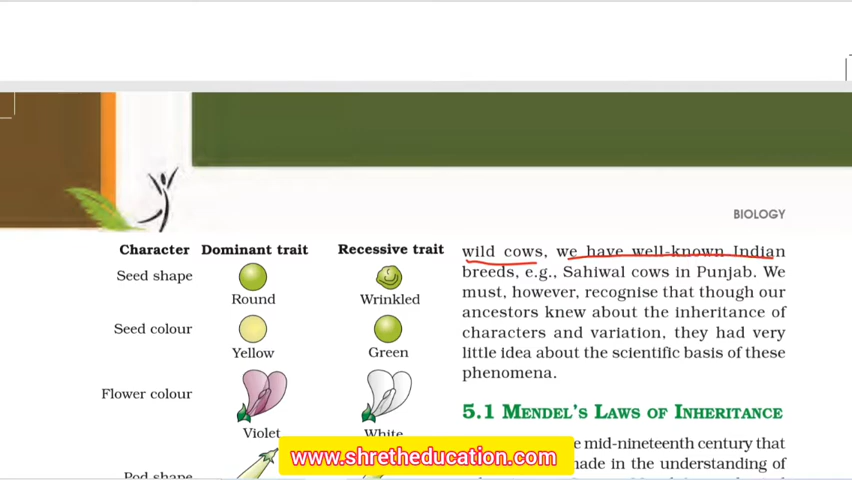 BIOLOGY
Character Dominant trait Recessive trait
Seed shape
Round Wrinkled
Seed colour
Yellow Green
Flower colour
Violet White
Pod shape
wild cows, we have well-known Indian
breeds, e.g., Sahiwal cows in Punjab. We
must, however, recognise that though our
ancestors knew about the inheritance of
characters and variation, they had very
little idea about the scientific basis of these
phenomena.
5.1 MENDEL'S LAWS OF INHERITANCE
mid-nineteenth century that
in the understanding of
www.shretheducation.com